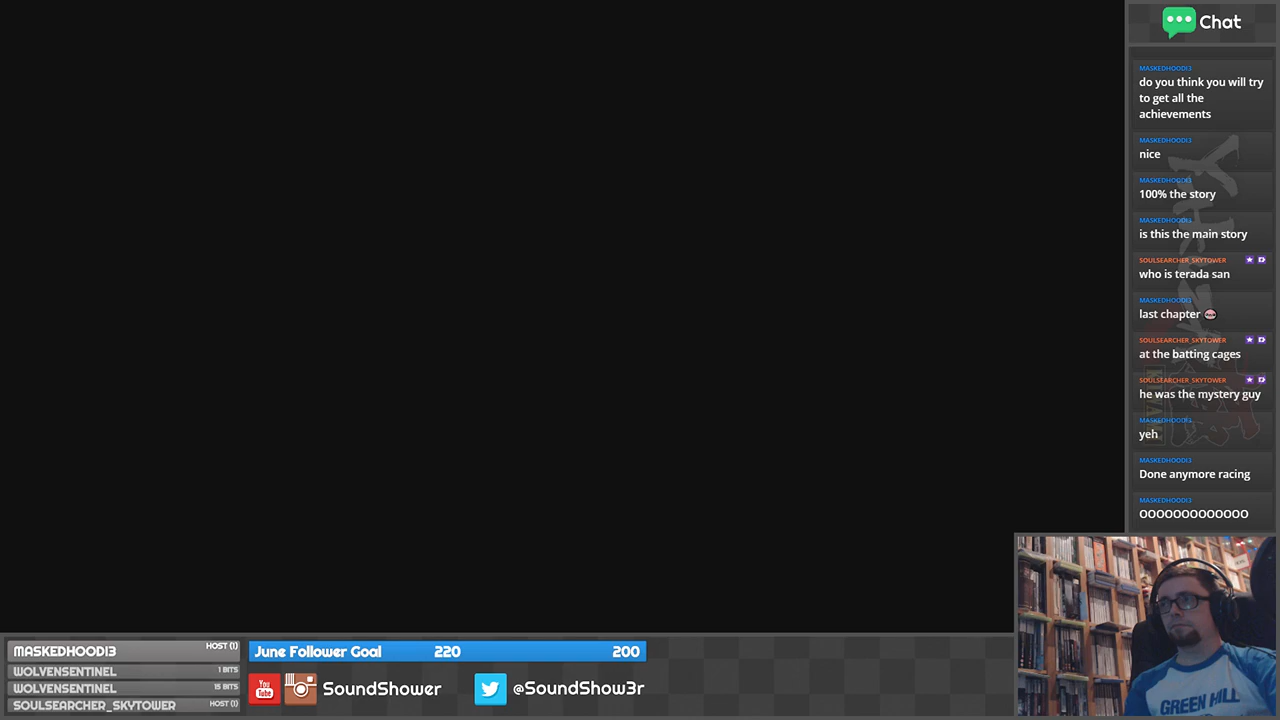 Chat
MASKEDHOODI3
do you think you will try
to get all the
achievements
MASKEDHOODI3
nice
MASKEDHOODI3
100% the story
MASKEDHOODI3
is this the main story
SOULSEARCHER_SKYTOWER
who is terada san
MASKEDHOODI3
last chapter
SOULSEARCHER_SKYTOWER
at the batting cages
SOULSEARCHER_SKYTOWER
he was the mystery guy
MASKEDHOODI3
yeh
MASKEDHOODI3
Done anymore racing
MASKEDHOODI3
OOOOOOOOOOOOO
MASKEDHOODI3 HOST (1)
WOLVENSENTINEL 1 BITS
WOLVENSENTINEL 15 BITS
SOULSEARCHER_SKYTOWER HOST (1)
June Follower Goal 220 200
You Tube
SoundShower
@SoundShow3r
GREEN HILL